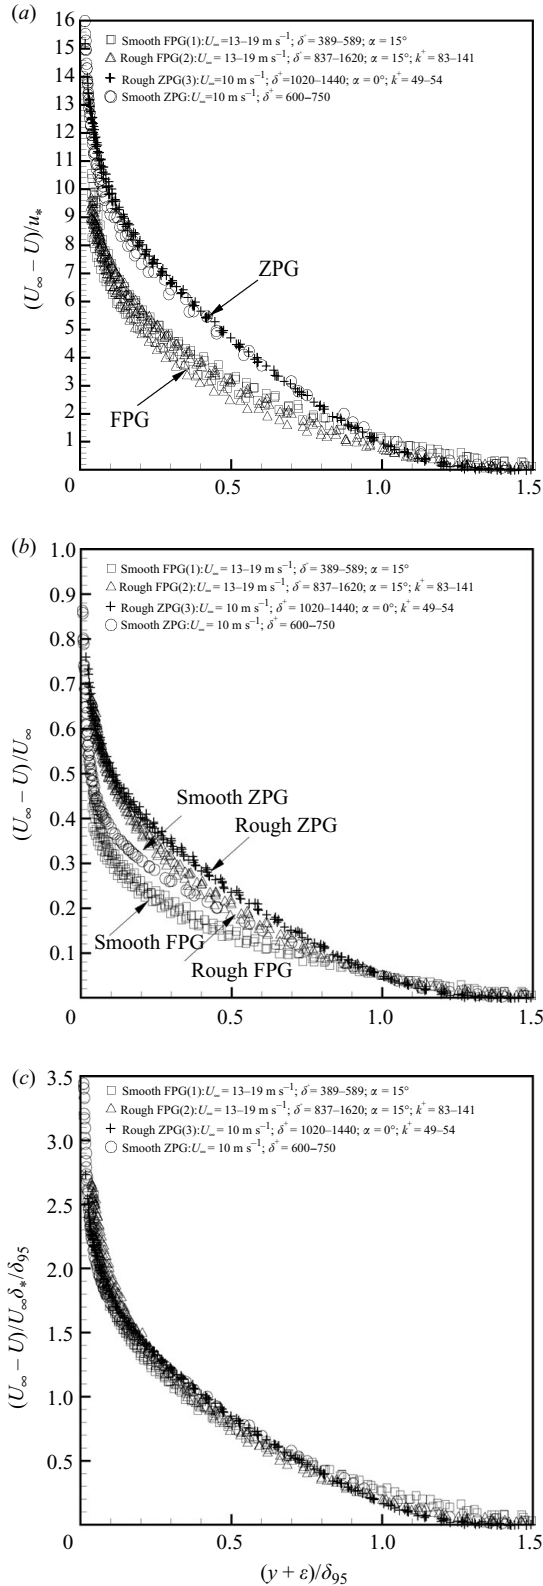 (a)
16
15
14
13
12
11
10
9
8
7
6
5
4
3
2
1
0
0.5
1.0
1.5
(U∞ − U)/u*
Smooth FPG(1):U∞ = 13–19 m s⁻¹; δ⁺: 389–589; α = 15°
Rough FPG(2):U∞ = 13–19 m s⁻¹; δ⁺ = 837–1620; α = 15°; k⁺ = 83–141
Rough ZPG(3):U∞=10 m s⁻¹; δ⁺=1020–1440; α = 0°; k⁺ = 49–54
Smooth ZPG:U∞=10 m s⁻¹; δ⁺ = 600–750
ZPG
FPG
(b)
1.0
0.9
0.8
0.7
0.6
0.5
0.4
0.3
0.2
0.1
0
0.5
1.0
1.5
(U∞ − U)/U∞
Smooth FPG(1):U∞ = 13–19 m s⁻¹; δ⁺ = 389–589; α = 15°
Rough FPG(2):U∞ = 13–19 m s⁻¹; δ⁺ = 837–1620; α = 15°; k⁺ = 83–141
Rough ZPG(3):U∞ = 10 m s⁻¹; δ⁺ = 1020–1440; α = 0°; k⁺ = 49–54
Smooth ZPG:U∞ = 10 m s⁻¹; δ⁺ = 600–750
Smooth ZPG
Rough ZPG
Smooth FPG
Rough FPG
(c)
3.5
3.0
2.5
2.0
1.5
1.0
0.5
0
0.5
1.0
1.5
(U∞ − U)/U∞δ*/δ95
Smooth FPG(1):U∞ = 13–19 m s⁻¹; δ⁺ = 389–589; α = 15°
Rough FPG(2):U∞ = 13–19 m s⁻¹; δ⁺ = 837–1620; α = 15°; k⁺ = 83–141
Rough ZPG(3):U∞ = 10 m s⁻¹; δ⁺ = 1020–1440; α = 0°; k⁺ = 49–54
Smooth ZPG:U∞ = 10 m s⁻¹; δ⁺ = 600–750
(y + ε)/δ95